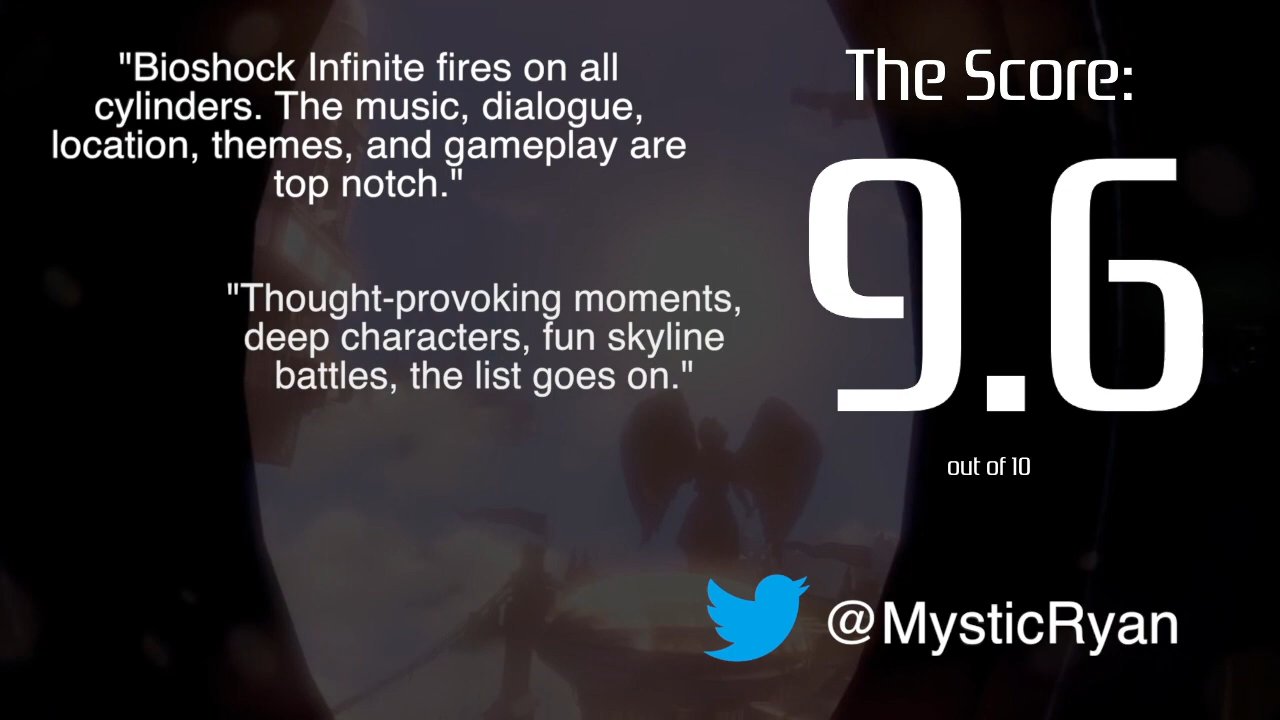 "Bioshock Infinite fires on all
cylinders. The music, dialogue,
location, themes, and gameplay are
top notch."
"Thought-provoking moments,
deep characters, fun skyline
battles, the list goes on."
The Score:
9.6
out of 10
@MysticRyan